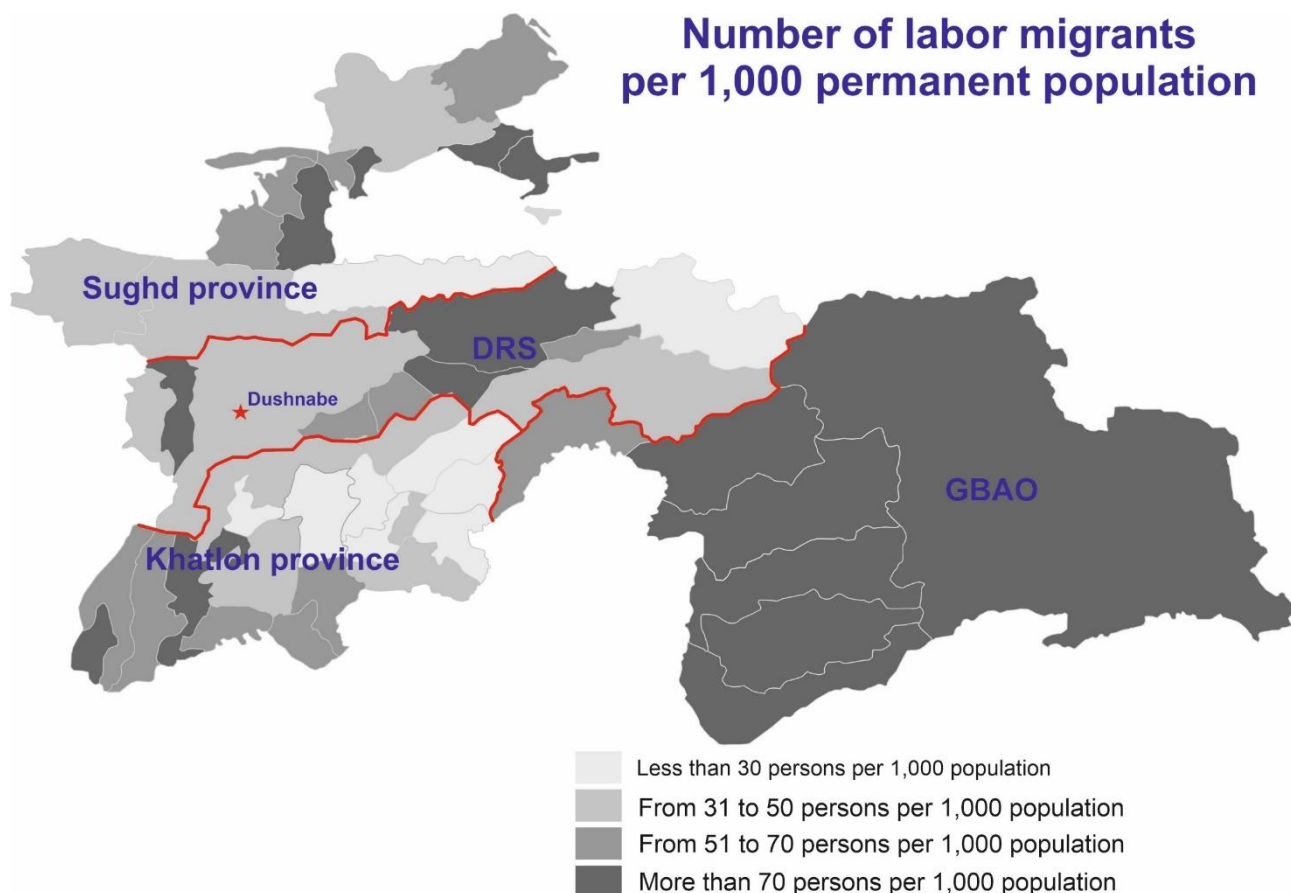 Number of labor migrants
per 1,000 permanent population
Sughd province
DRS
Dushnabe
GBAO
Khatlon province
Less than 30 persons per 1,000 population
From 31 to 50 persons per 1,000 population
From 51 to 70 persons per 1,000 population
More than 70 persons per 1,000 population